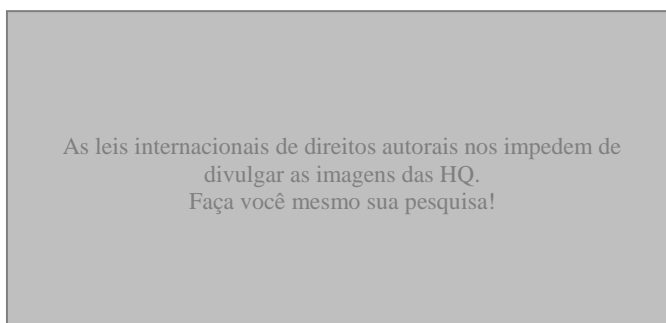 As leis internacionais de direitos autorais nos impedem de
divulgar as imagens das HQ.
Faça você mesmo sua pesquisa!